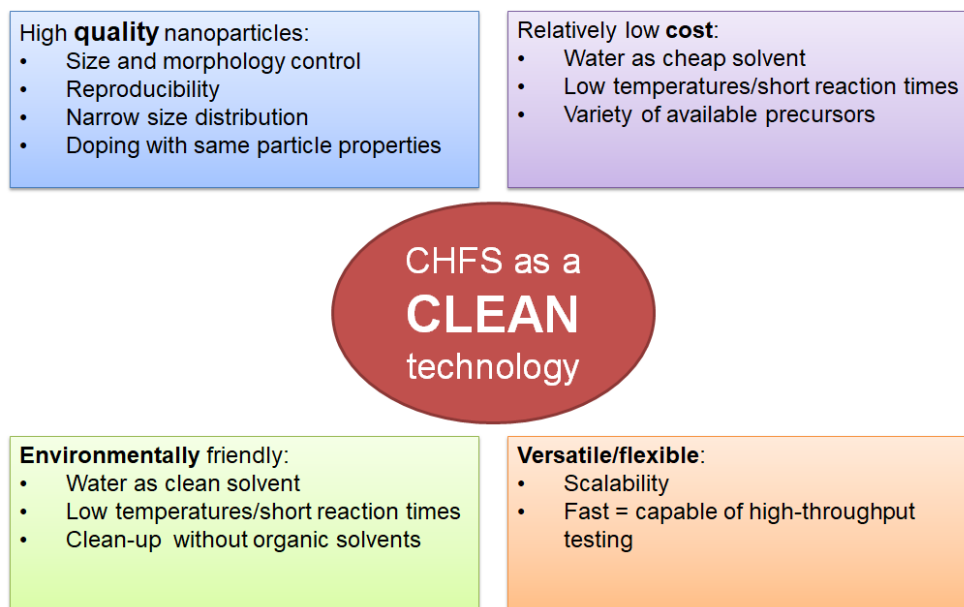 High quality nanoparticles:
• Size and morphology control
• Reproducibility
• Narrow size distribution
• Doping with same particle properties
Relatively low cost:
• Water as cheap solvent
• Low temperatures/short reaction times
• Variety of available precursors
CHFS as a
CLEAN
technology
Environmentally friendly:
• Water as clean solvent
• Low temperatures/short reaction times
• Clean-up without organic solvents
Versatile/flexible:
• Scalability
• Fast = capable of high-throughput
testing